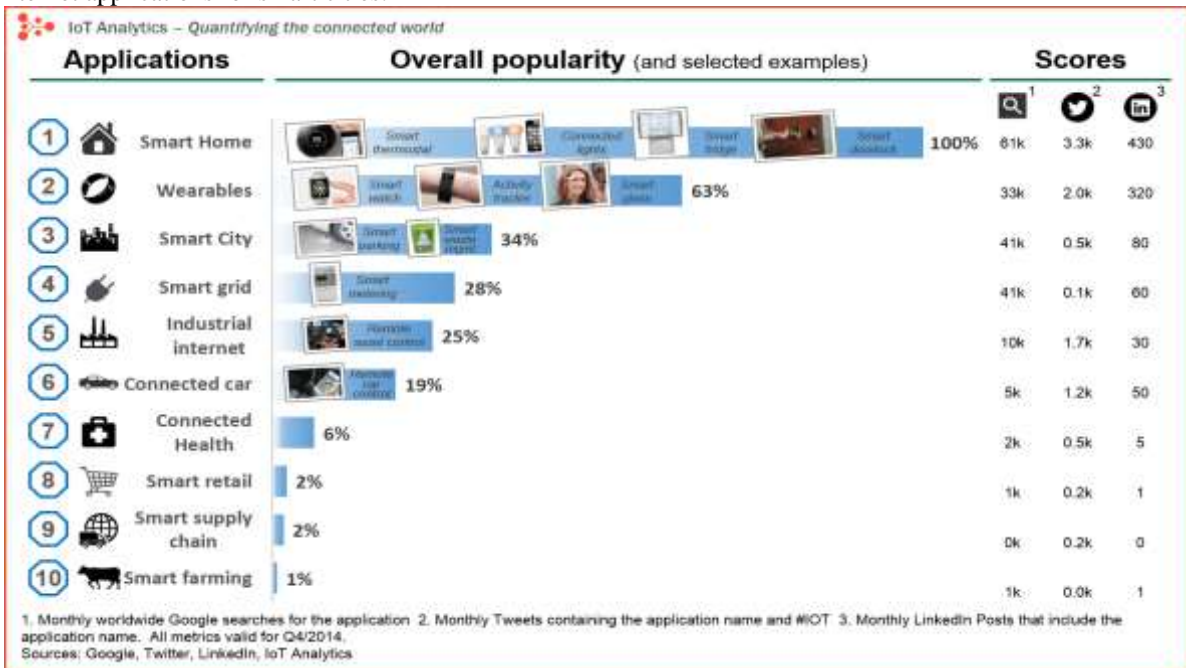 IoT Analytics – Quantifying the connected world
Applications Overall popularity (and selected examples) Scores
1 2 3
1 Smart Home Smart thermostat Connected lights Smart fridge Smart doorlock 100% 61k 3.3k 430
2 Wearables Smart watch Activity tracker Smart glass 63% 33k 2.0k 320
3 Smart City Smart parking Smart waste mgmt. 34% 41k 0.5k 80
4 Smart grid Smart metering 28% 41k 0.1k 60
5 Industrial internet Remote asset control 25% 10k 1.7k 30
6 Connected car Remote car control 19% 5k 1.2k 50
7 Connected Health 6% 2k 0.5k 5
8 Smart retail 2% 1k 0.2k 1
9 Smart supply chain 2% 0k 0.2k 0
10 Smart farming 1% 1k 0.0k 1
1. Monthly worldwide Google searches for the application 2. Monthly Tweets containing the application name and #IOT 3. Monthly LinkedIn Posts that include the
application name. All metrics valid for Q4/2014.
Sources: Google, Twitter, LinkedIn, IoT Analytics